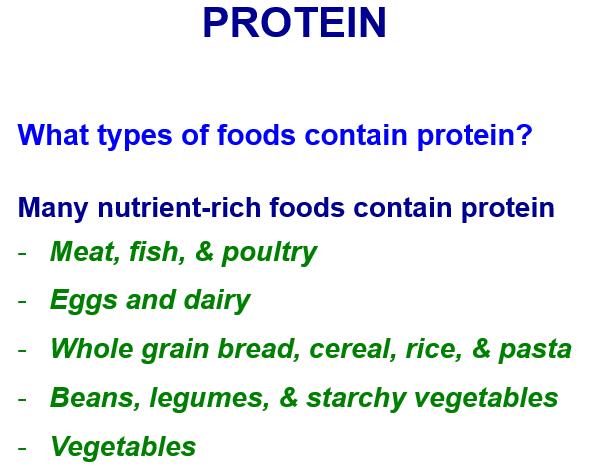 PROTEIN
What types of foods contain protein?
Many nutrient-rich foods contain protein
- Meat, fish, & poultry
- Eggs and dairy
- Whole grain bread, cereal, rice, & pasta
- Beans, legumes, & starchy vegetables
- Vegetables